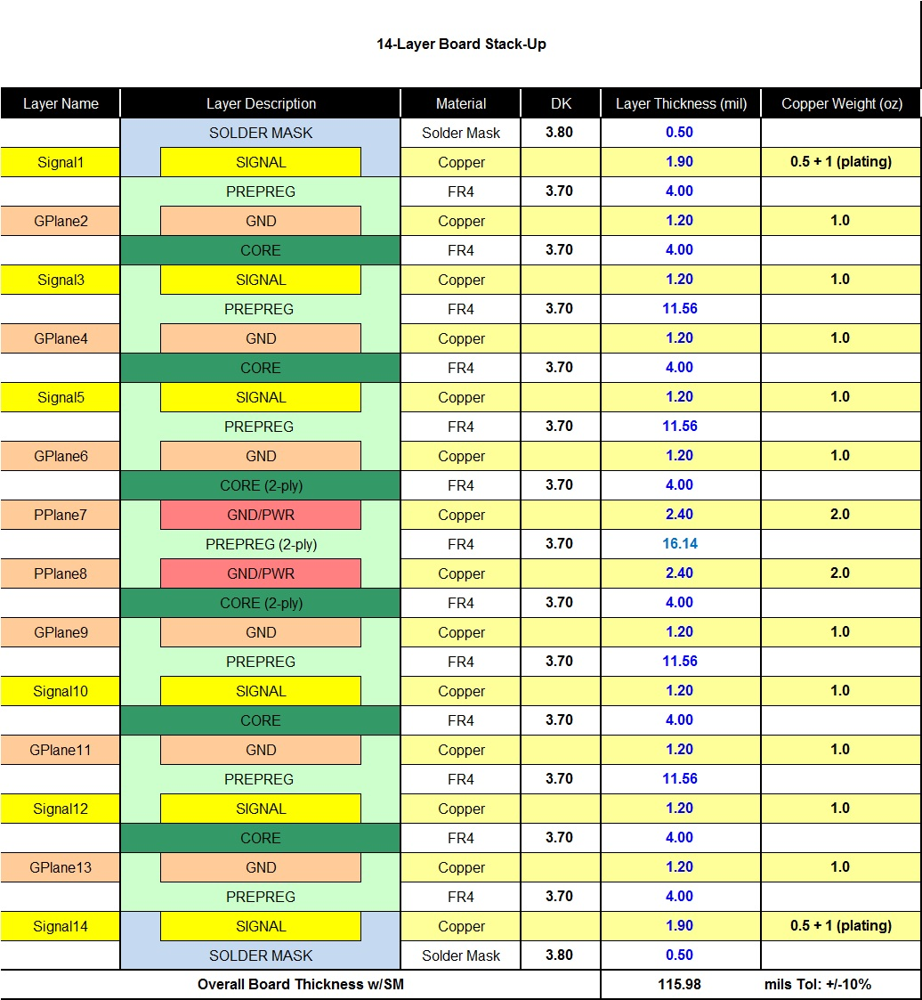 14-Layer Board Stack-Up
Layer Name Layer Description Material DK Layer Thickness (mil) Copper Weight (oz)
SOLDER MASK Solder Mask 3.80 0.50
Signal1 SIGNAL Copper 1.90 0.5 + 1 (plating)
PREPREG FR4 3.70 4.00
GPlane2 GND Copper 1.20 1.0
CORE FR4 3.70 4.00
Signal3 SIGNAL Copper 1.20 1.0
PREPREG FR4 3.70 11.56
GPlane4 GND Copper 1.20 1.0
CORE FR4 3.70 4.00
Signal5 SIGNAL Copper 1.20 1.0
PREPREG FR4 3.70 11.56
GPlane6 GND Copper 1.20 1.0
CORE (2-ply) FR4 3.70 4.00
PPlane7 GND/PWR Copper 2.40 2.0
PREPREG (2-ply) FR4 3.70 16.14
PPlane8 GND/PWR Copper 2.40 2.0
CORE (2-ply) FR4 3.70 4.00
GPlane9 GND Copper 1.20 1.0
PREPREG FR4 3.70 11.56
Signal10 SIGNAL Copper 1.20 1.0
CORE FR4 3.70 4.00
GPlane11 GND Copper 1.20 1.0
PREPREG FR4 3.70 11.56
Signal12 SIGNAL Copper 1.20 1.0
CORE FR4 3.70 4.00
GPlane13 GND Copper 1.20 1.0
PREPREG FR4 3.70 4.00
Signal14 SIGNAL Copper 1.90 0.5 + 1 (plating)
SOLDER MASK Solder Mask 3.80 0.50
Overall Board Thickness w/SM 115.98 mils Tol: +/-10%